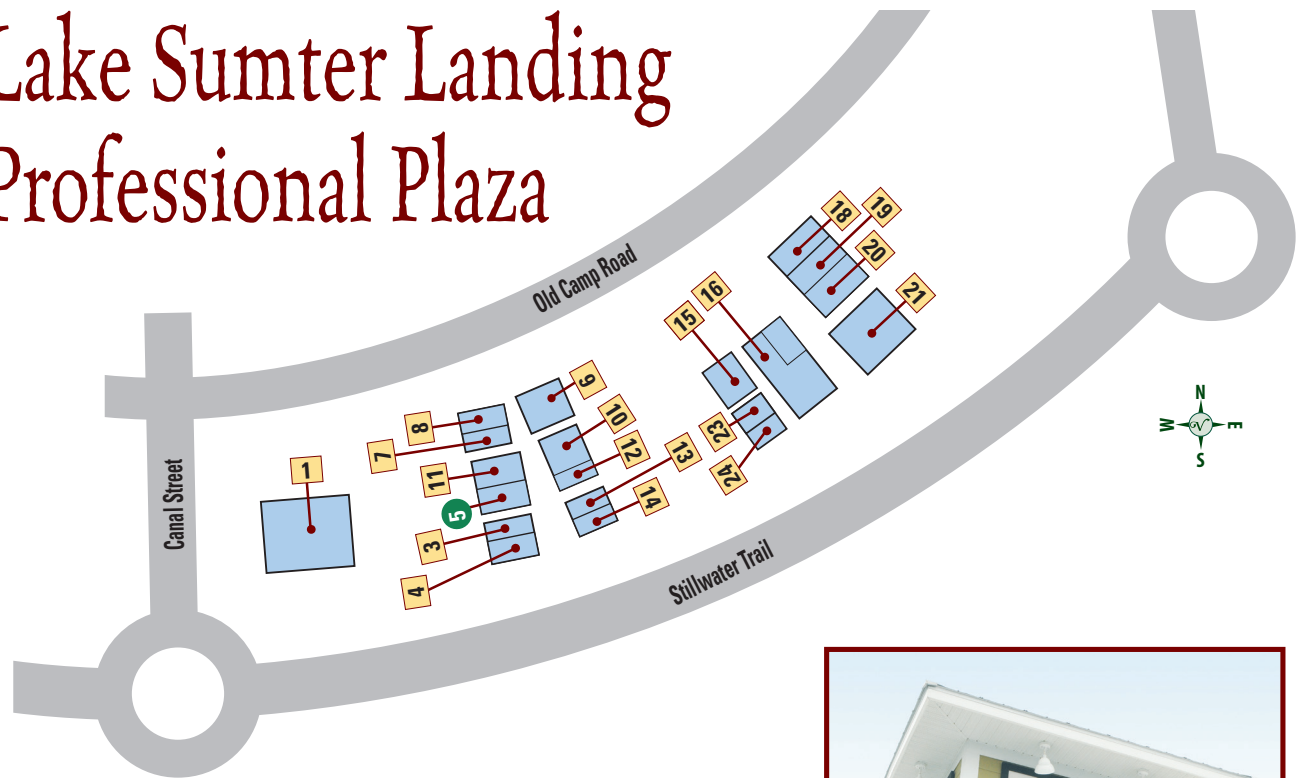 Lake Sumter Landing
Professional Plaza
Old Camp Road
Canal Street
Stillwater Trail
18
19
20
21
16
15
9
10
8
7
12
13
11
1
5
14
23
24
3
4
N
W
V
E
S